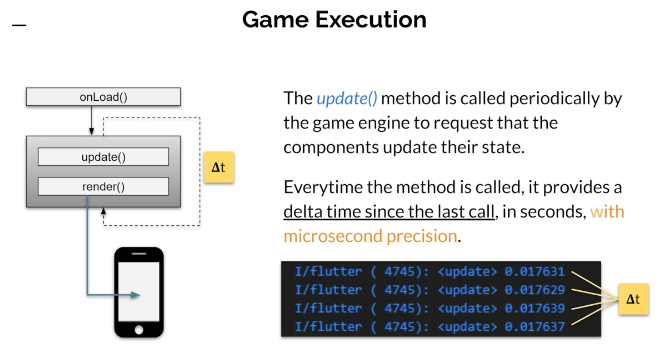 Game Execution
onLoad()
update()
render()
Δt
The update() method is called periodically by
the game engine to request that the
components update their state.
Everytime the method is called, it provides a
delta time since the last call, in seconds, with
microsecond precision.
I/flutter ( 4745): <update> 0.017631
I/flutter ( 4745): <update> 0.017629
I/flutter ( 4745): <update> 0.017639
I/flutter ( 4745): <update> 0.017637
Δt